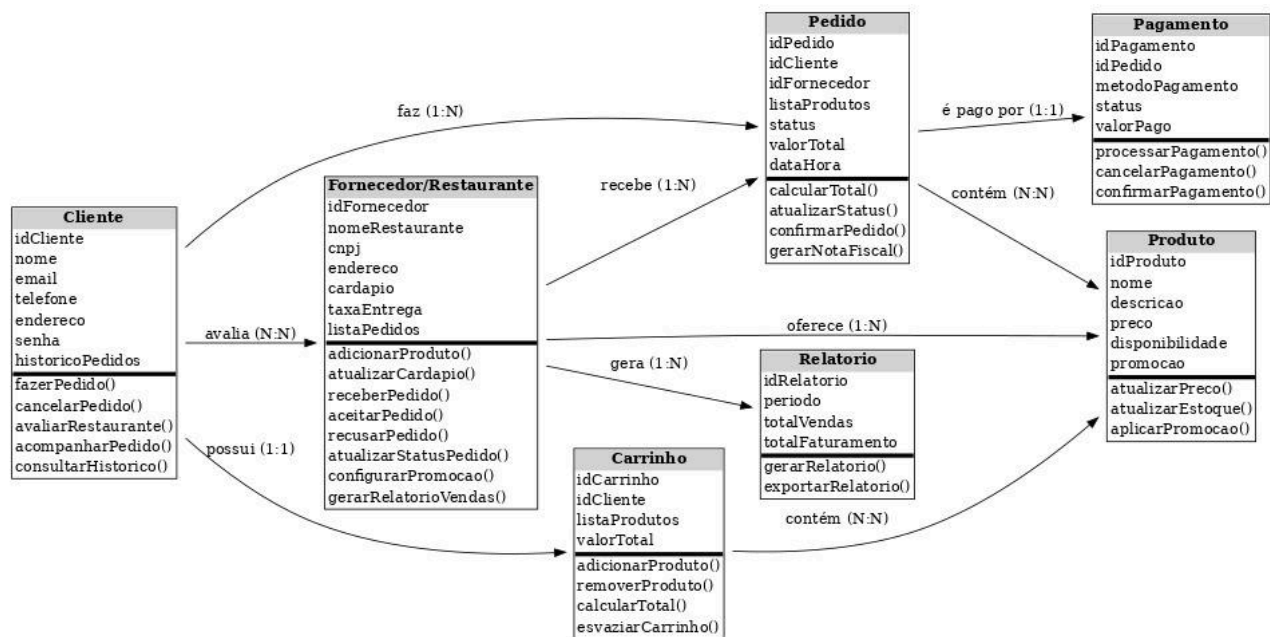 Pedido
idPedido
idCliente
idFornecedor
listaProdutos
status
valorTotal
dataHora
calcularTotal()
atualizarStatus()
confirmarPedido()
gerarNotaFiscal()
Pagamento
idPagamento
idPedido
metodoPagamento
status
valorPago
processarPagamento()
cancelarPagamento()
confirmarPagamento()
faz (1:N)
é pago por (1:1)
recebe (1:N)
contém (N:N)
Fornecedor/Restaurante
idFornecedor
nomeRestaurante
cnpj
endereco
cardapio
taxaEntrega
listaPedidos
adicionarProduto()
atualizarCardapio()
receberPedido()
aceitarPedido()
recusarPedido()
atualizarStatusPedido()
configurarPromocao()
gerarRelatorioVendas()
Cliente
idCliente
nome
email
telefone
endereco
senha
historicoPedidos
fazerPedido()
cancelarPedido()
avaliarRestaurante()
acompanharPedido()
consultarHistorico()
avalia (N:N)
oferece (1:N)
gera (1:N)
possui (1:1)
Produto
idProduto
nome
descricao
preco
disponibilidade
promocao
atualizarPreco()
atualizarEstoque()
aplicarPromocao()
Relatorio
idRelatorio
periodo
totalVendas
totalFaturamento
gerarRelatorio()
exportarRelatorio()
Carrinho
idCarrinho
idCliente
listaProdutos
valorTotal
adicionarProduto()
removerProduto()
calcularTotal()
esvaziarCarrinho()
contém (N:N)